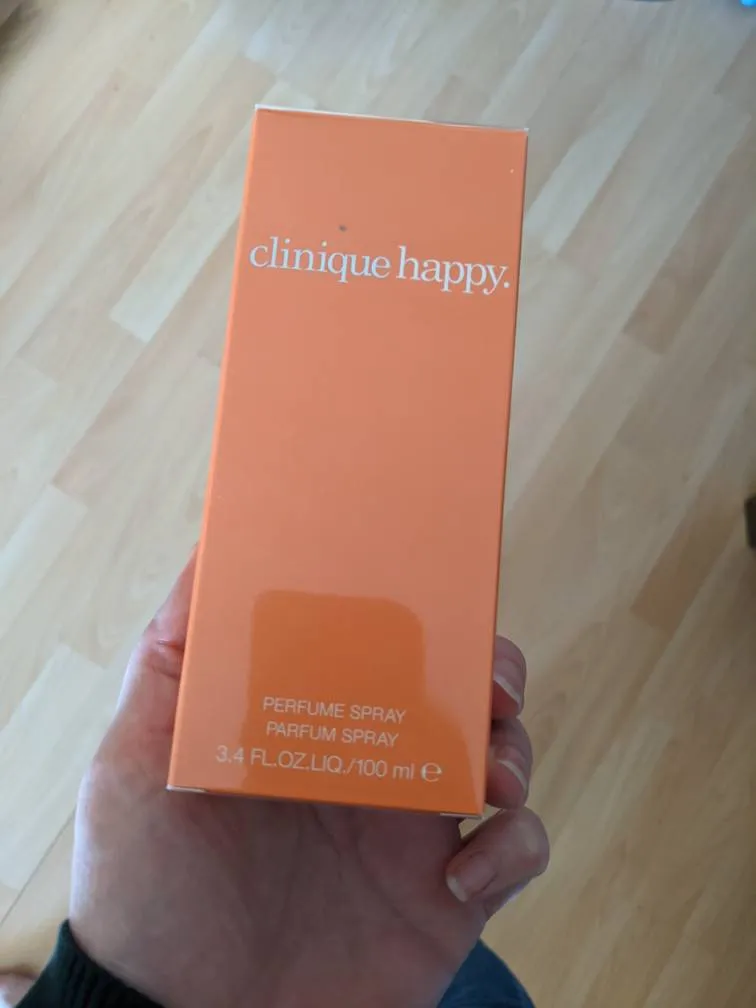 clinique happy.
PERFUME SPRAY
PARFUM SPRAY
3.4 FL.OZ.LIQ./100 ml ℮